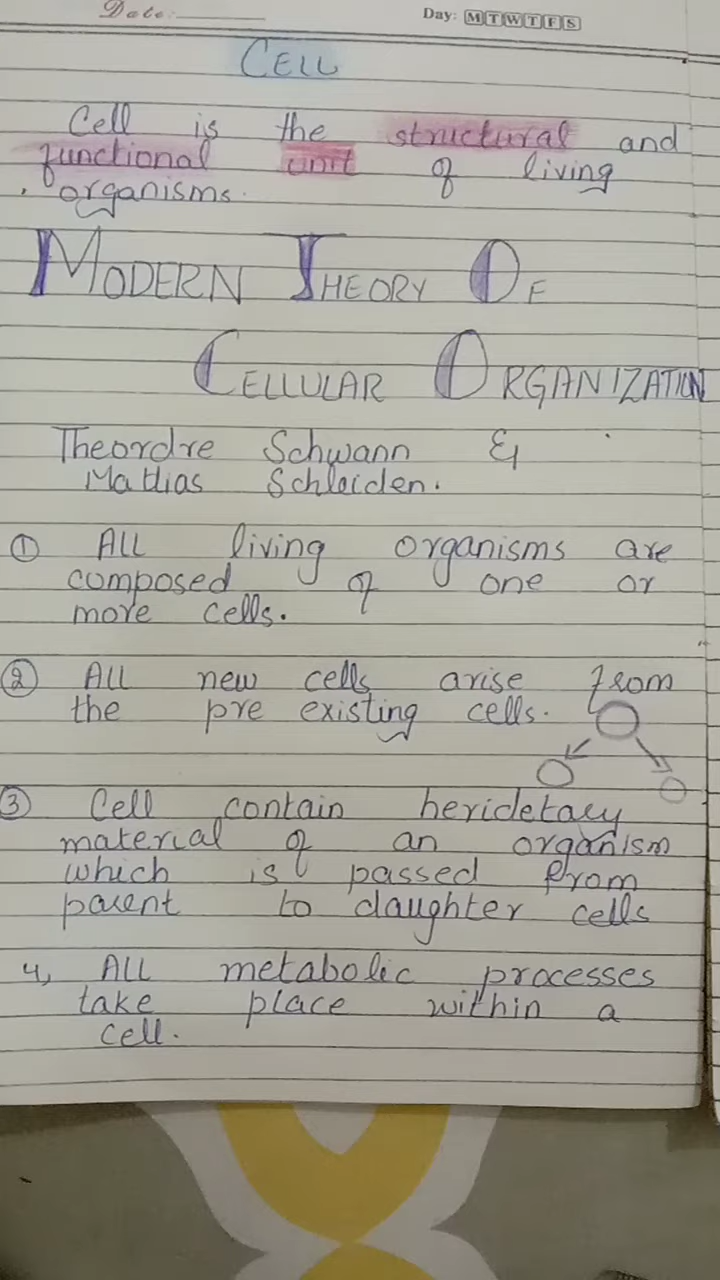 Date:
Day: M T W T F S
CELL
Cell is the structural and
functional unit of living
organisms.
MODERN THEORY OF
CELLULAR ORGANIZATION
Theordre Schwann &
Mathias Schleiden.
① All living organisms are
composed of one or
more cells.
② All new cells arise from
the pre existing cells.
③ Cell contain heridetary
material of an organism
which is passed from
parent to daughter cells
4, All metabolic processes
take place within a
cell.